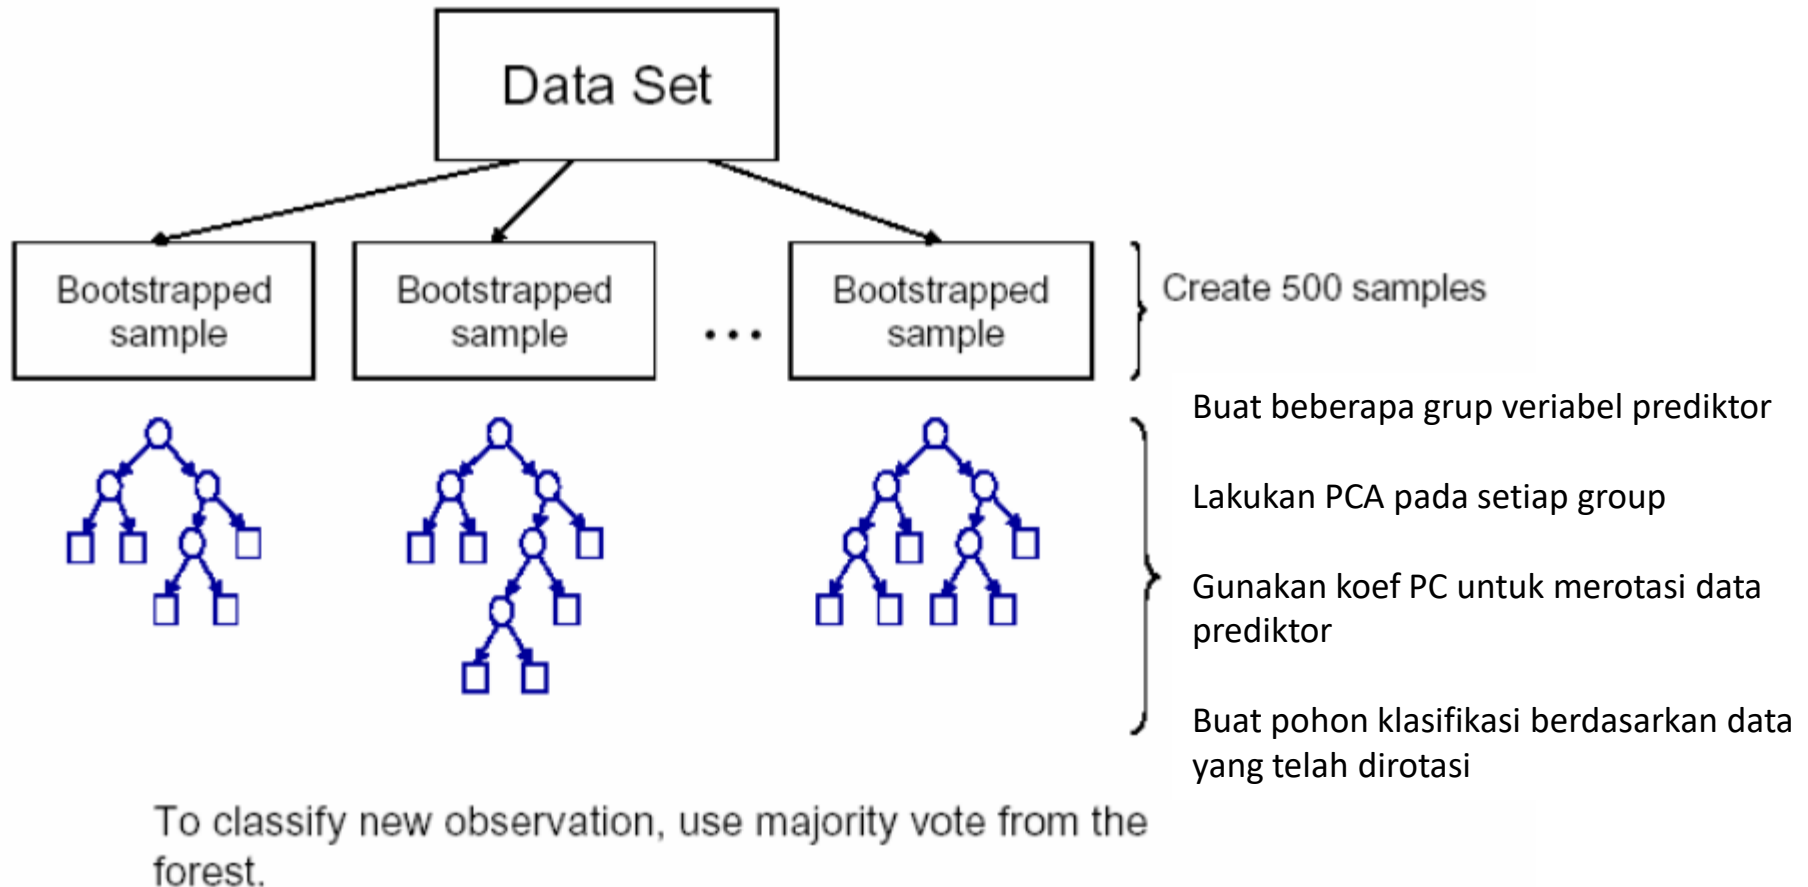 Data Set
Bootstrapped
sample
Bootstrapped
sample
...
Bootstrapped
sample
Create 500 samples
Buat beberapa grup veriabel prediktor
Lakukan PCA pada setiap group
Gunakan koef PC untuk merotasi data
prediktor
Buat pohon klasifikasi berdasarkan data
yang telah dirotasi
To classify new observation, use majority vote from the
forest.